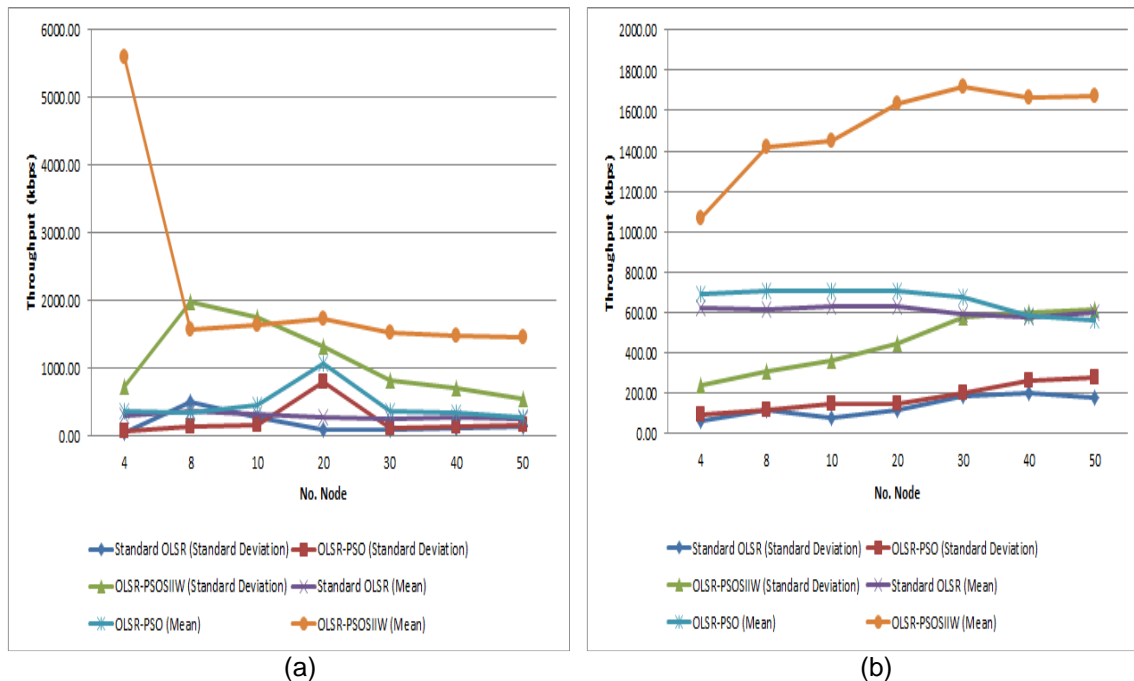 6000.00
5000.00
4000.00
3000.00
2000.00
1000.00
0.00
Throughput (kbps)
4 8 10 20 30 40 50
No. Node
Standard OLSR (Standard Deviation) OLSR-PSO (Standard Deviation)
OLSR-PSOSIIW (Standard Deviation) Standard OLSR (Mean)
OLSR-PSO (Mean) OLSR-PSOSIIW (Mean)
(a)
2000.00
1800.00
1600.00
1400.00
1200.00
1000.00
800.00
600.00
400.00
200.00
0.00
Throughput (kbps)
4 8 10 20 30 40 50
No. Node
Standard OLSR (Standard Deviation) OLSR-PSO (Standard Deviation)
OLSR-PSOSIIW (Standard Deviation) Standard OLSR (Mean)
OLSR-PSO (Mean) OLSR-PSOSIIW (Mean)
(b)